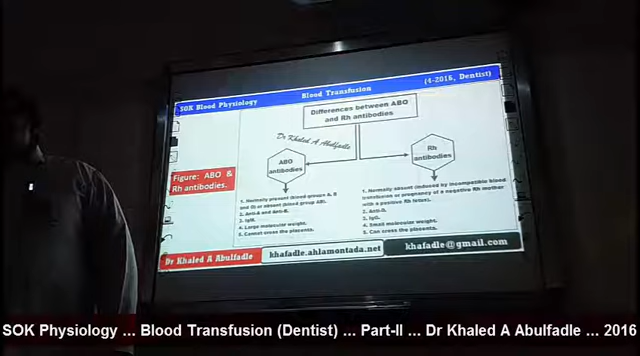 SOK Blood Physiology
Blood Transfusion
(4-2016, Dentist)
Differences between ABO
and Rh antibodies
Dr Khaled A Abulfadle
ABO
antibodies
Rh
antibodies
Figure: ABO &
Rh antibodies.
1. Normally present (blood groups A, B
and O) or absent (blood group AB).
2. Anti-A and Anti-B.
3. IgM.
4. Large molecular weight.
5. Cannot cross the placenta.
1. Normally absent (induced by incompatible blood
transfusion or pregnancy of a negative Rh mother
with a positive Rh fetus).
2. Anti-D.
3. IgG.
4. Small molecular weight.
5. Can cross the placenta.
Dr Khaled A Abulfadle
khafadle.ahlamontada.net
khafadle@gmail.com
SOK Physiology ... Blood Transfusion (Dentist) ... Part-II ... Dr Khaled A Abulfadle ... 2016